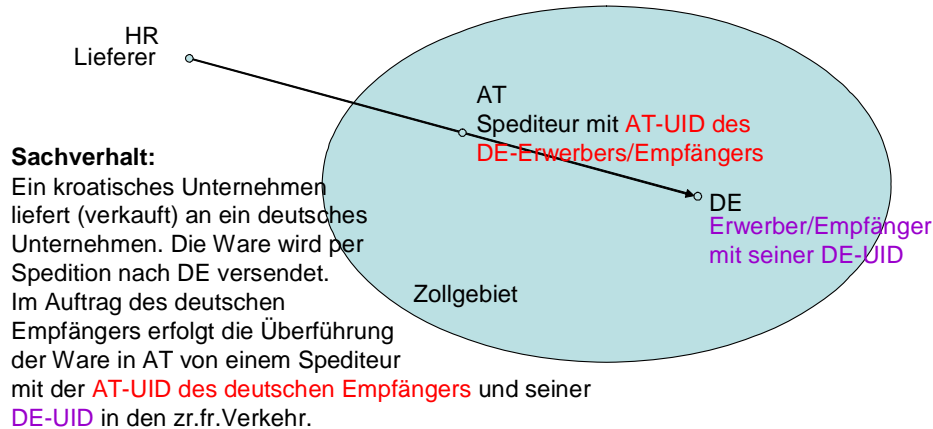 HR
Lieferer
AT
Spediteur mit AT-UID des
DE-Erwerbers/Empfängers
Sachverhalt:
Ein kroatisches Unternehmen
liefert (verkauft) an ein deutsches
Unternehmen. Die Ware wird per
Spedition nach DE versendet.
Im Auftrag des deutschen
Empfängers erfolgt die Überführung
der Ware in AT von einem Spediteur
mit der AT-UID des deutschen Empfängers und seiner
DE-UID in den zr.fr.Verkehr.
DE
Erwerber/Empfänger
mit seiner DE-UID
Zollgebiet